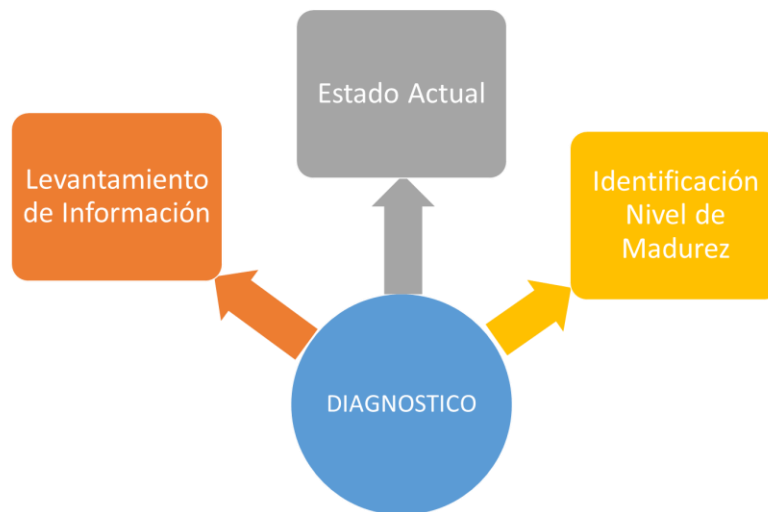 Estado Actual
Levantamiento
de Información
Identificación
Nivel de
Madurez
DIAGNOSTICO